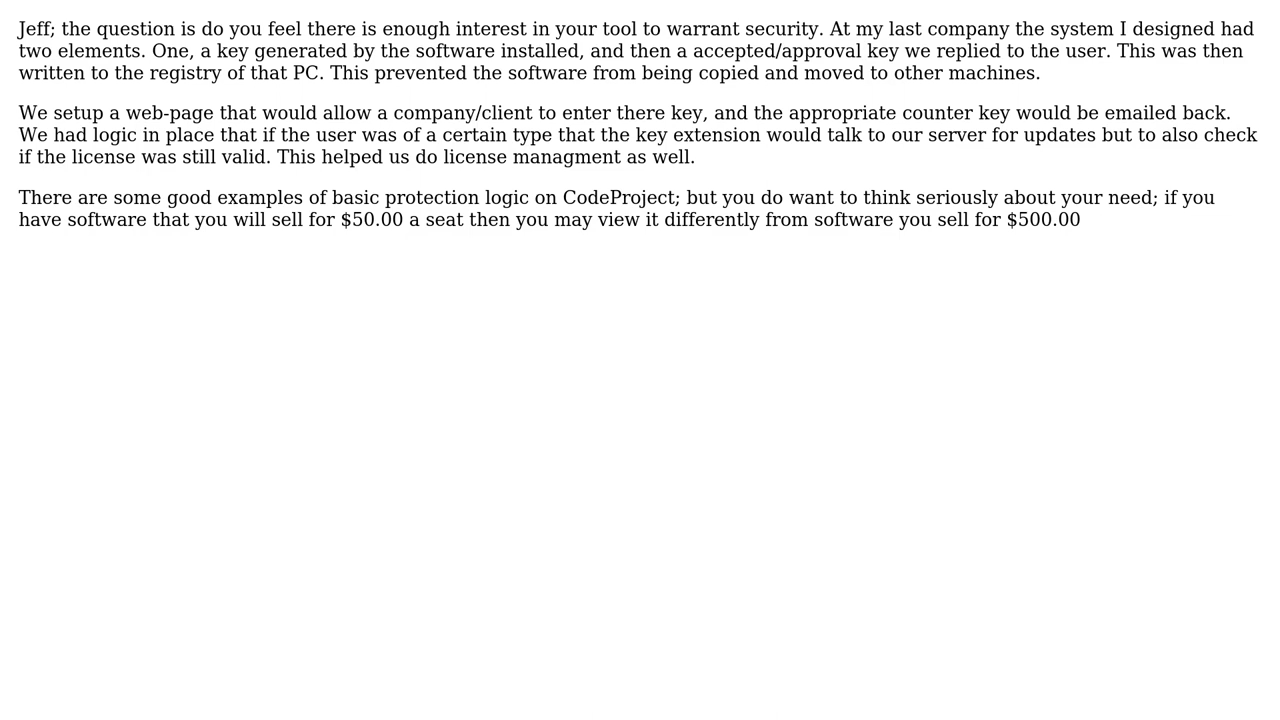 Jeff; the question is do you feel there is enough interest in your tool to warrant security. At my last company the system I designed had
two elements. One, a key generated by the software installed, and then a accepted/approval key we replied to the user. This was then
written to the registry of that PC. This prevented the software from being copied and moved to other machines.
We setup a web-page that would allow a company/client to enter there key, and the appropriate counter key would be emailed back.
We had logic in place that if the user was of a certain type that the key extension would talk to our server for updates but to also check
if the license was still valid. This helped us do license managment as well.
There are some good examples of basic protection logic on CodeProject; but you do want to think seriously about your need; if you
have software that you will sell for $50.00 a seat then you may view it differently from software you sell for $500.00